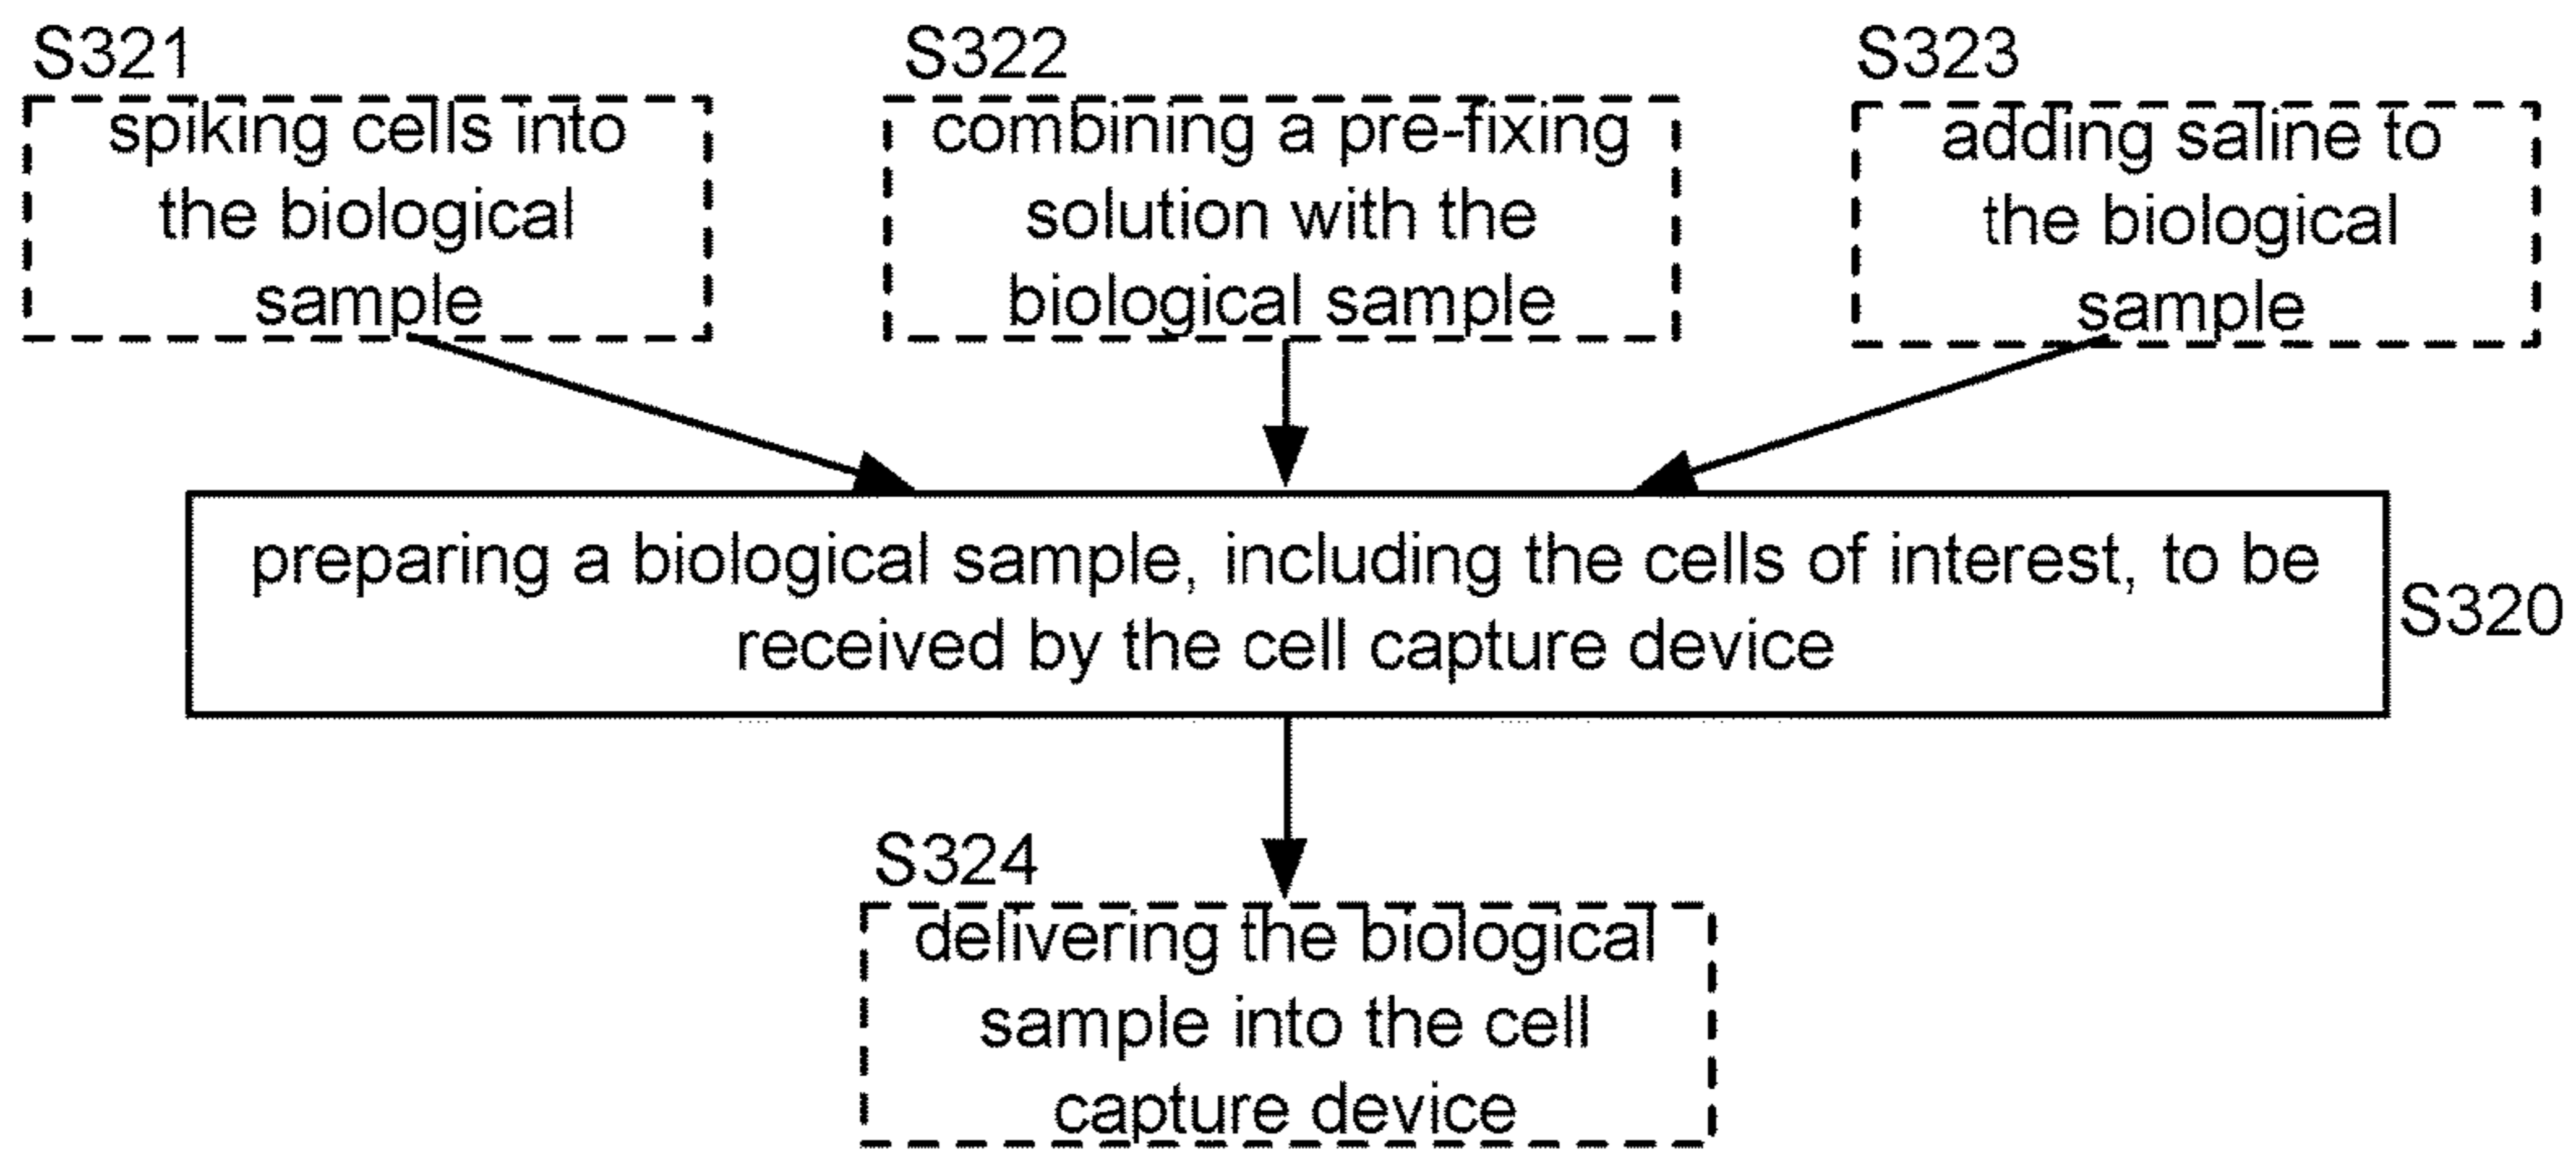 S321
spiking cells into
the biological
sample
S322
combining a pre-fixing
solution with the
biological sample
S323
adding saline to
the biological
sample
preparing a biological sample, including the cells of interest, to be
received by the cell capture device
S320
S324
delivering the biological
sample into the cell
capture device